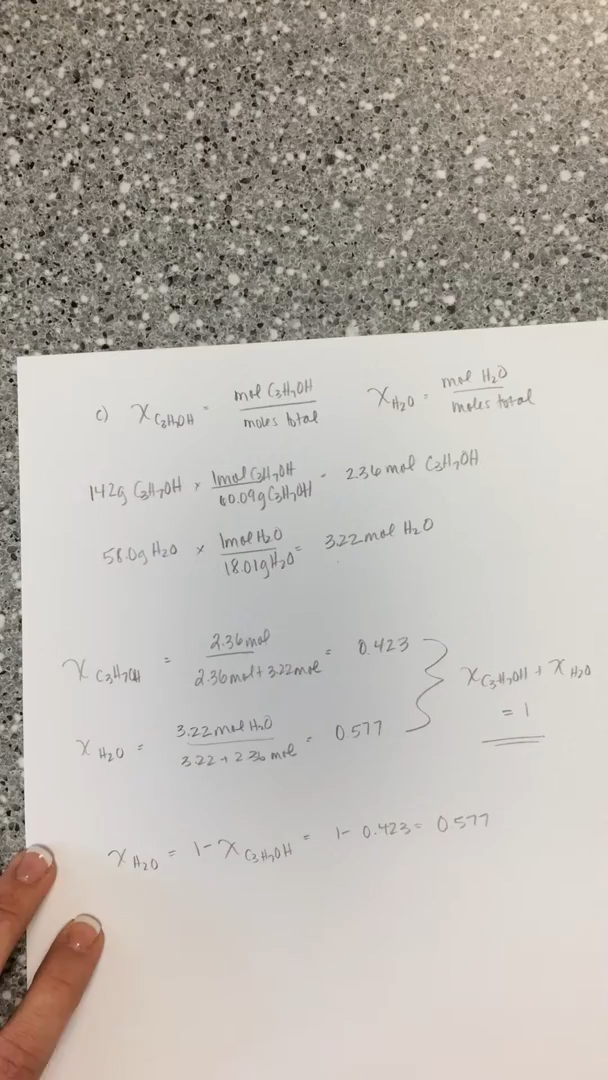 c) χ C3H7OH = mol C3H7OH / moles total χ H2O = mol H2O / moles total
142g C3H7OH × 1mol C3H7OH / 60.09g C3H7OH = 2.36 mol C3H7OH
58.0g H2O × 1mol H2O / 18.01g H2O = 3.22 mol H2O
χ C3H7OH = 2.36 mol / 2.36 mol + 3.22 mol = 0.423
χ C3H7OH + χ H2O = 1
χ H2O = 3.22 mol H2O / 3.22 + 2.36 mol = 0.577
χ H2O = 1 - χ C3H7OH = 1 - 0.423 = 0.577